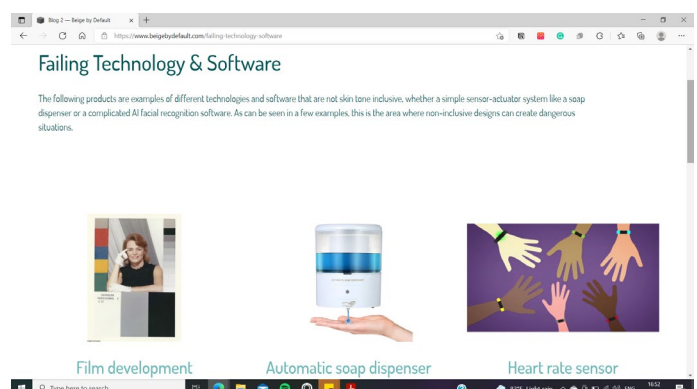 Blog 2 — Beige by Default
https://www.beigebydefault.com/failing-technology-software
Failing Technology & Software
The following products are examples of different technologies and software that are not skin tone inclusive, whether a simple sensor-actuator system like a soap
dispenser or a complicated AI facial recognition software. As can be seen in a few examples, this is the area where non-inclusive designs can create dangerous
situations.
Film development
Automatic soap dispenser
Heart rate sensor
Type here to search
Light rain
ENG
16:52